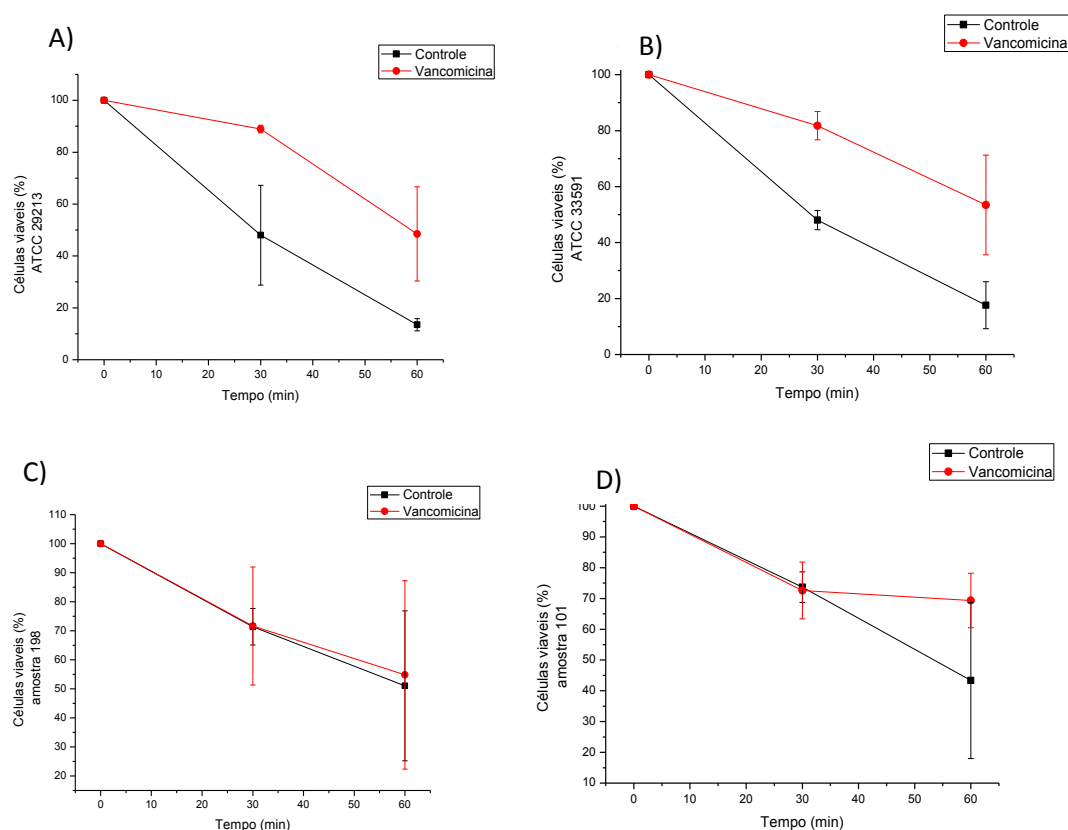 A)
Controle
Vancomicina
100
80
60
40
20
0
Células viaveis (%)
ATCC 29213
0 10 20 30 40 50 60
Tempo (min)
B)
Controle
Vancomicina
100
80
60
40
20
0
Células viaveis (%)
ATCC 33591
0 10 20 30 40 50 60
Tempo (min)
C)
Controle
Vancomicina
110
100
90
80
70
60
50
40
30
20
Células viaveis (%)
amostra 198
0 10 20 30 40 50 60
Tempo (min)
D)
Controle
Vancomicina
100
90
80
70
60
50
40
30
20
10
Células viaveis (%)
amostra 101
0 10 20 30 40 50 60
Tempo (min)